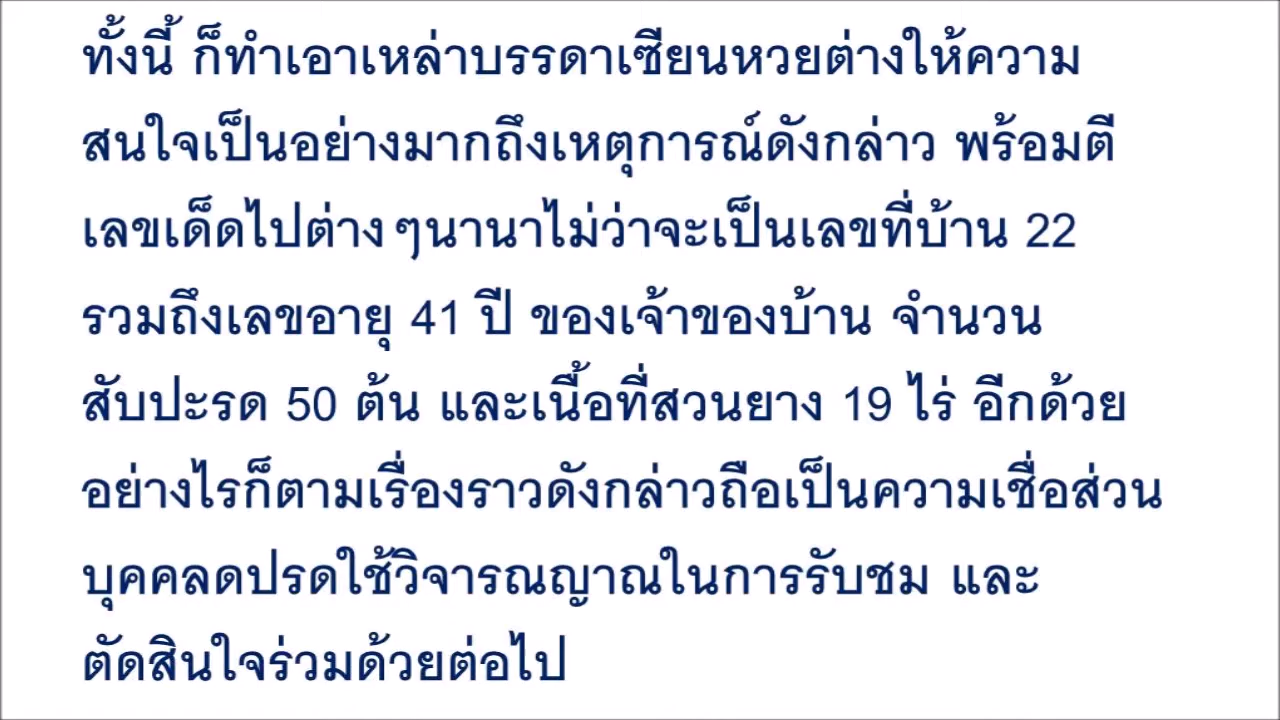 ทั้งนี้ ก็ทำเอาเหล่าบรรดาเซียนหวยต่างให้ความ
สนใจเป็นอย่างมากถึงเหตุการณ์ดังกล่าว พร้อมตี
เลขเด็ดไปต่างๆนานาไม่ว่าจะเป็นเลขที่บ้าน 22
รวมถึงเลขอายุ 41 ปี ของเจ้าของบ้าน จำนวน
สับปะรด 50 ต้น และเนื้อที่สวนยาง 19 ไร่ อีกด้วย
อย่างไรก็ตามเรื่องราวดังกล่าวถือเป็นความเชื่อส่วน
บุคคลดปรดใช้วิจารณญาณในการรับชม และ
ตัดสินใจร่วมด้วยต่อไป